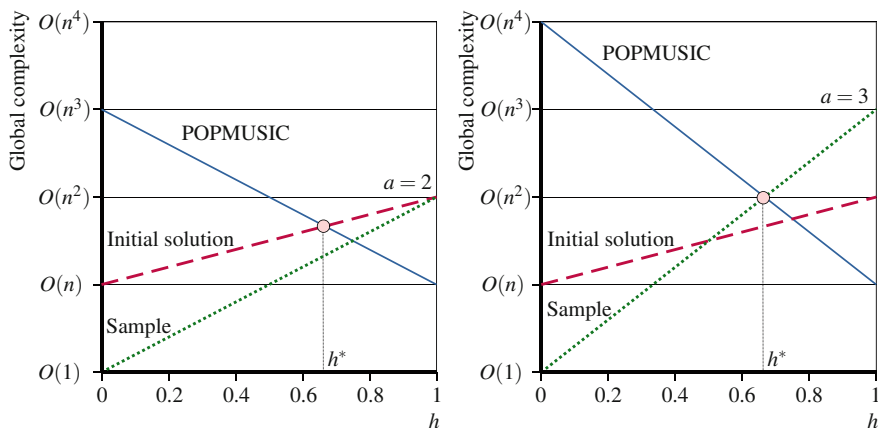 Global complexity
O(n⁴)
O(n³)
O(n²)
O(n)
O(1)
POPMUSIC
a = 2
Initial solution
Sample
h*
0 0.2 0.4 0.6 0.8 1
h
Global complexity
O(n⁴)
O(n³)
O(n²)
O(n)
O(1)
POPMUSIC
a = 3
Initial solution
Sample
h*
0 0.2 0.4 0.6 0.8 1
h